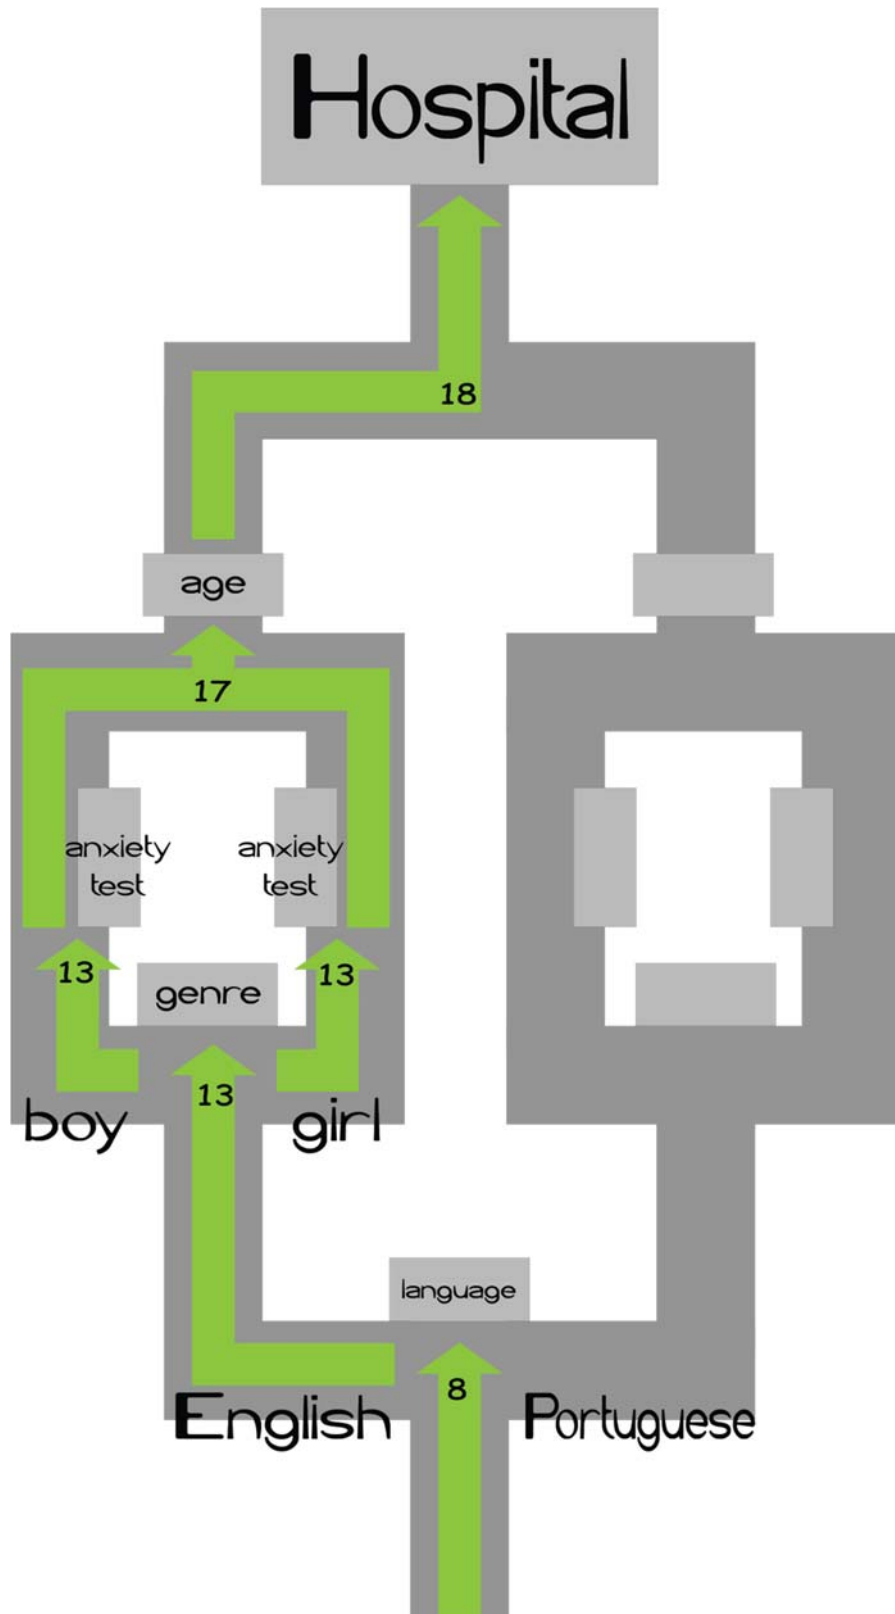 Hospital
18
age
17
anxiety
test
anxiety
test
13
13
genre
13
boy
girl
language
8
English
Portuguese